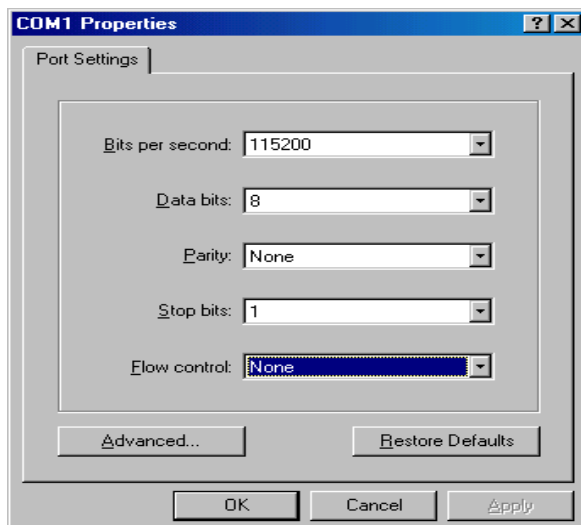 COM1 Properties
Port Settings
Bits per second: 115200
Data bits: 8
Parity: None
Stop bits: 1
Flow control: None
Advanced... Restore Defaults
OK Cancel Apply